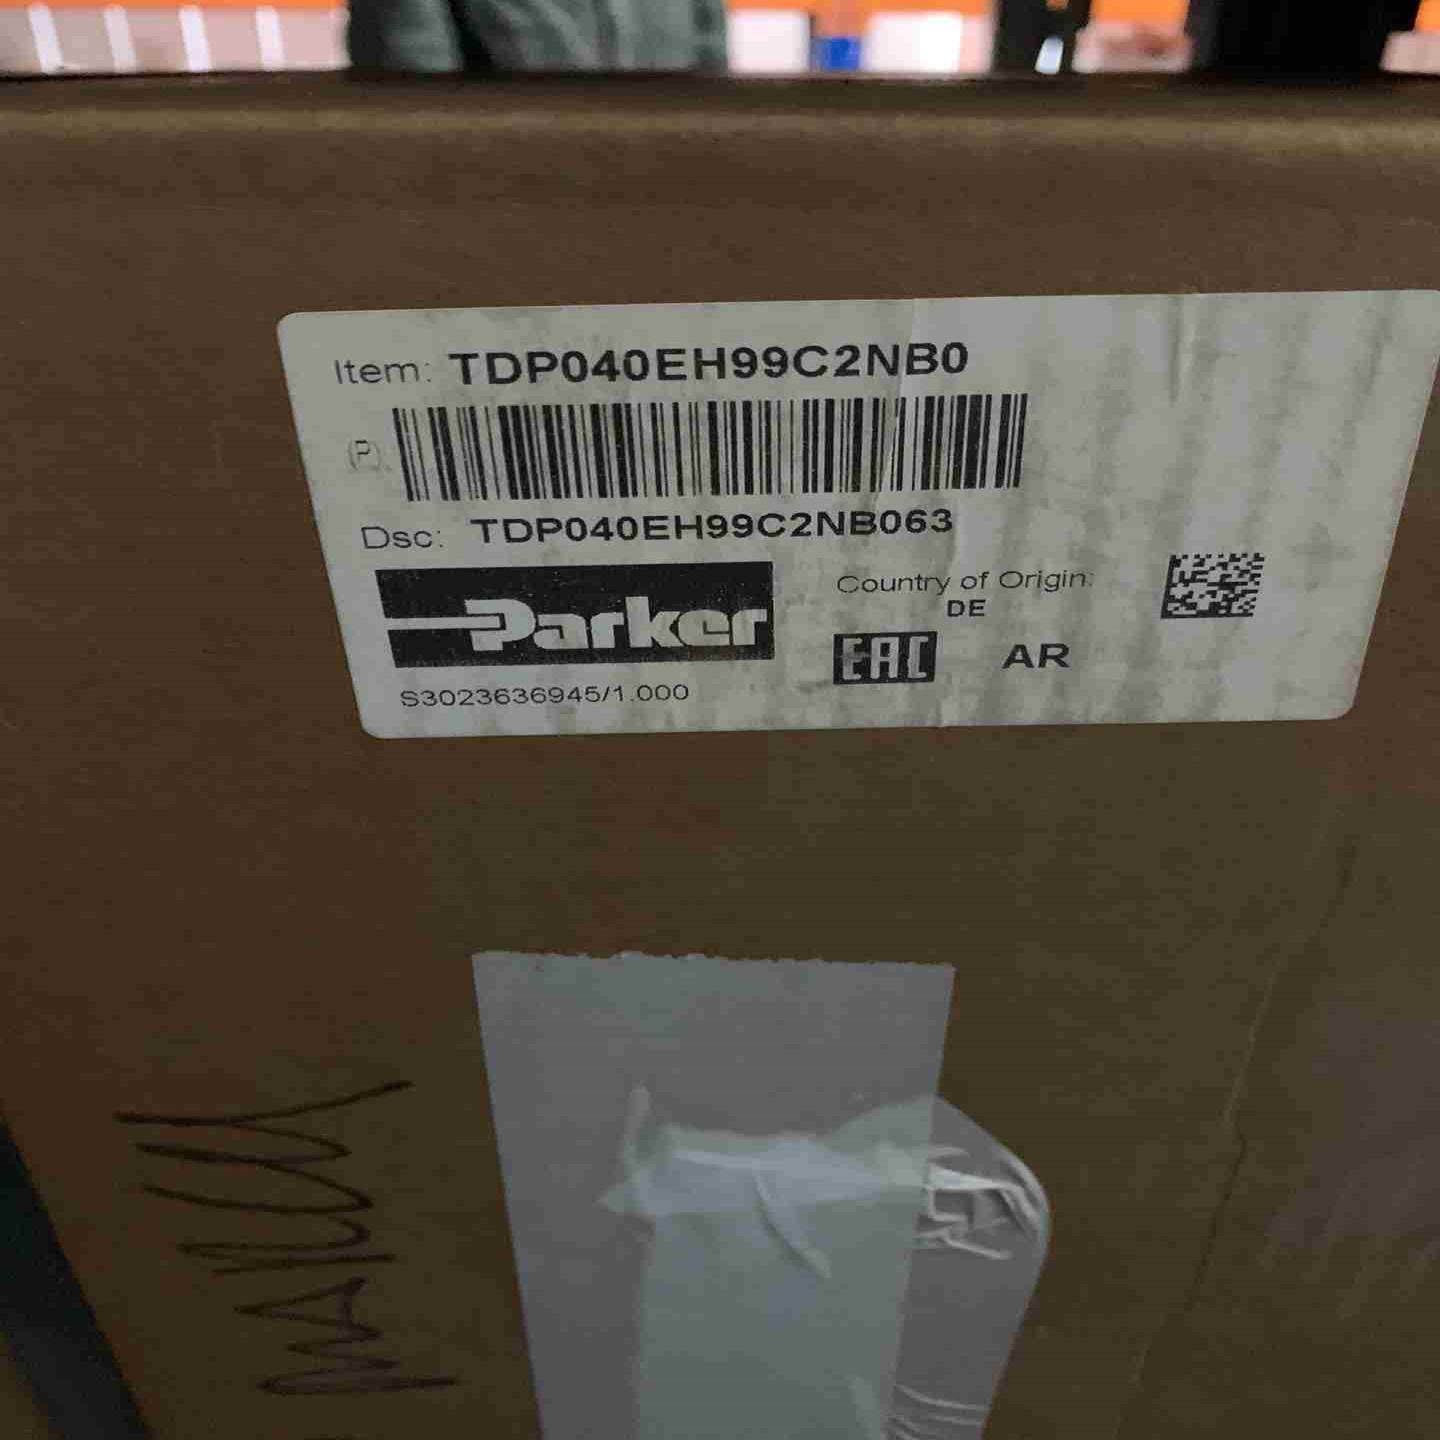 Item: TDP040EH99C2NB0
(P)
Dsc: TDP040EH99C2NB063
Parker
Country of Origin:
DE
EAC
AR
S3023636945/1.000